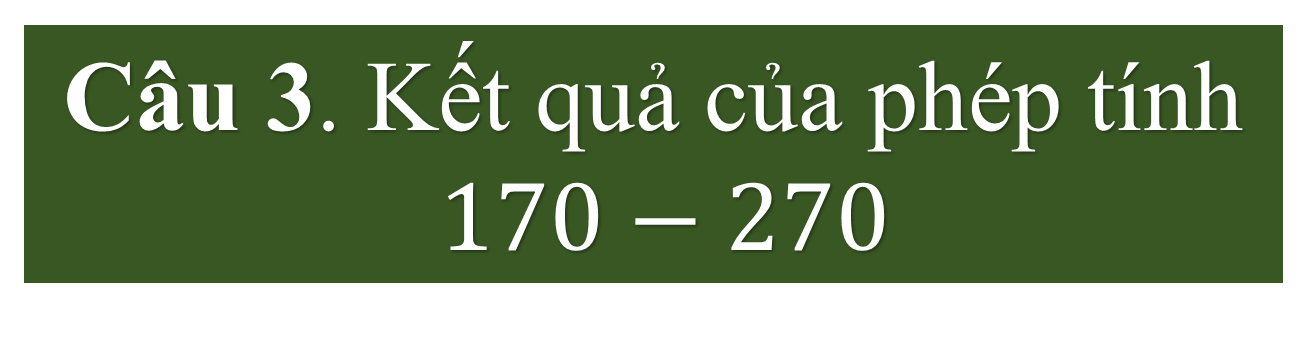 Câu 3. Kết quả của phép tính
170 − 270